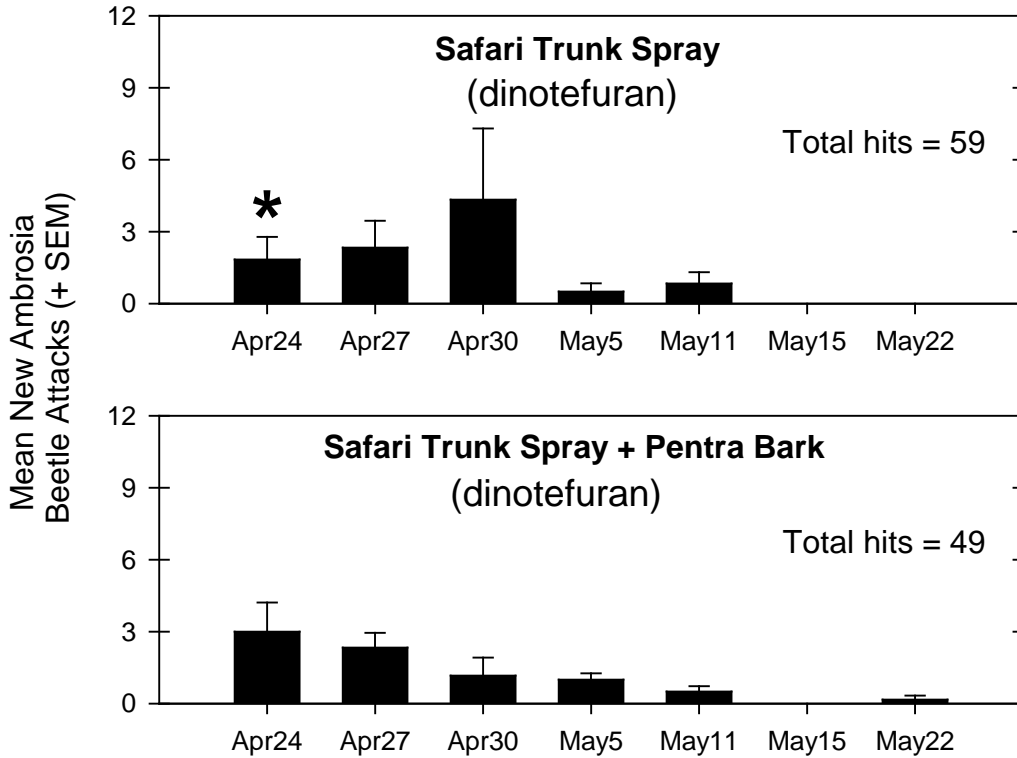 Mean New Ambrosia
Beetle Attacks (+ SEM)
12
9
6
3
0
Safari Trunk Spray
(dinotefuran)
Total hits = 59
*
Apr24 Apr27 Apr30 May5 May11 May15 May22
12
9
6
3
0
Safari Trunk Spray + Pentra Bark
(dinotefuran)
Total hits = 49
Apr24 Apr27 Apr30 May5 May11 May15 May22